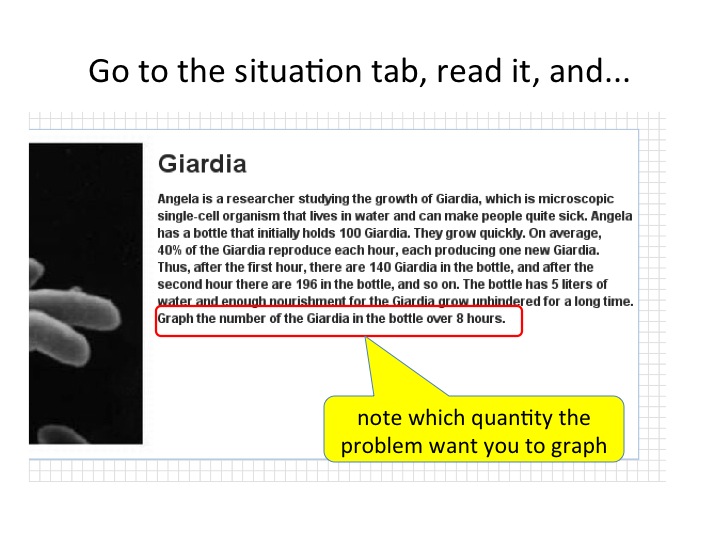 Go to the situation tab, read it, and...
Giardia
Angela is a researcher studying the growth of Giardia, which is microscopic
single-cell organism that lives in water and can make people quite sick. Angela
has a bottle that initially holds 100 Giardia. They grow quickly. On average,
40% of the Giardia reproduce each hour, each producing one new Giardia.
Thus, after the first hour, there are 140 Giardia in the bottle, and after the
second hour there are 196 in the bottle, and so on. The bottle has 5 liters of
water and enough nourishment for the Giardia grow unhindered for a long time.
Graph the number of the Giardia in the bottle over 8 hours.
note which quantity the
problem want you to graph